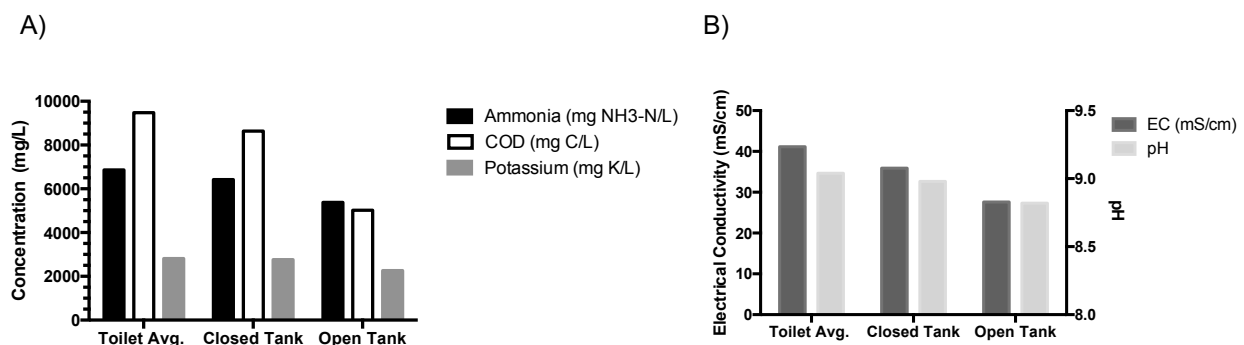 A)
Concentration (mg/L)
10000
8000
6000
4000
2000
0
Toilet Avg. Closed Tank Open Tank
Ammonia (mg NH3-N/L)
COD (mg C/L)
Potassium (mg K/L)
B)
Electrical Conductivity (mS/cm)
50
40
30
20
10
0
Toilet Avg. Closed Tank Open Tank
9.5
9.0
8.5
8.0
pH
EC (mS/cm)
pH